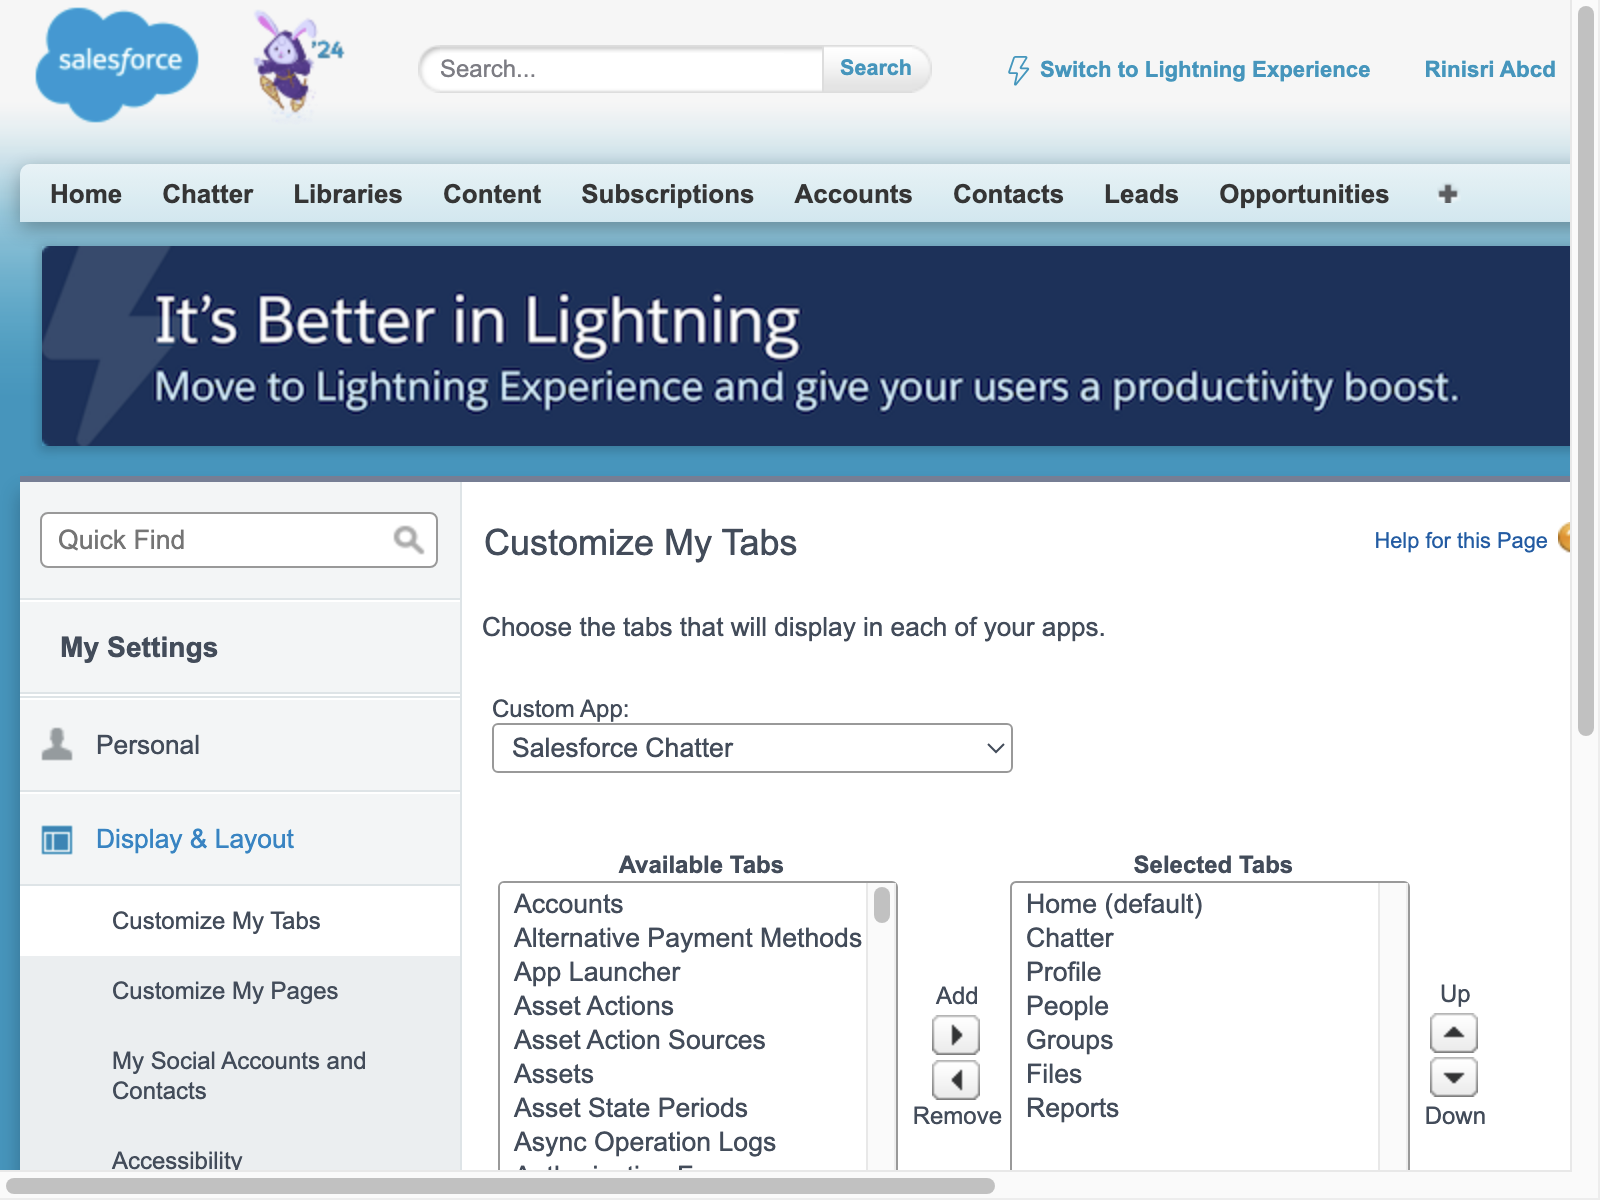 salesforce
'24
Search...
Search
Switch to Lightning Experience
Rinisri Abcd
Home Chatter Libraries Content Subscriptions Accounts Contacts Leads Opportunities
It's Better in Lightning
Move to Lightning Experience and give your users a productivity boost.
Quick Find
My Settings
Personal
Display & Layout
Customize My Tabs
Customize My Pages
My Social Accounts and
Contacts
Accessibility
Customize My Tabs
Help for this Page
Choose the tabs that will display in each of your apps.
Custom App:
Salesforce Chatter
Available Tabs
Accounts
Alternative Payment Methods
App Launcher
Asset Actions
Asset Action Sources
Assets
Asset State Periods
Async Operation Logs
Add
Remove
Selected Tabs
Home (default)
Chatter
Profile
People
Groups
Files
Reports
Up
Down